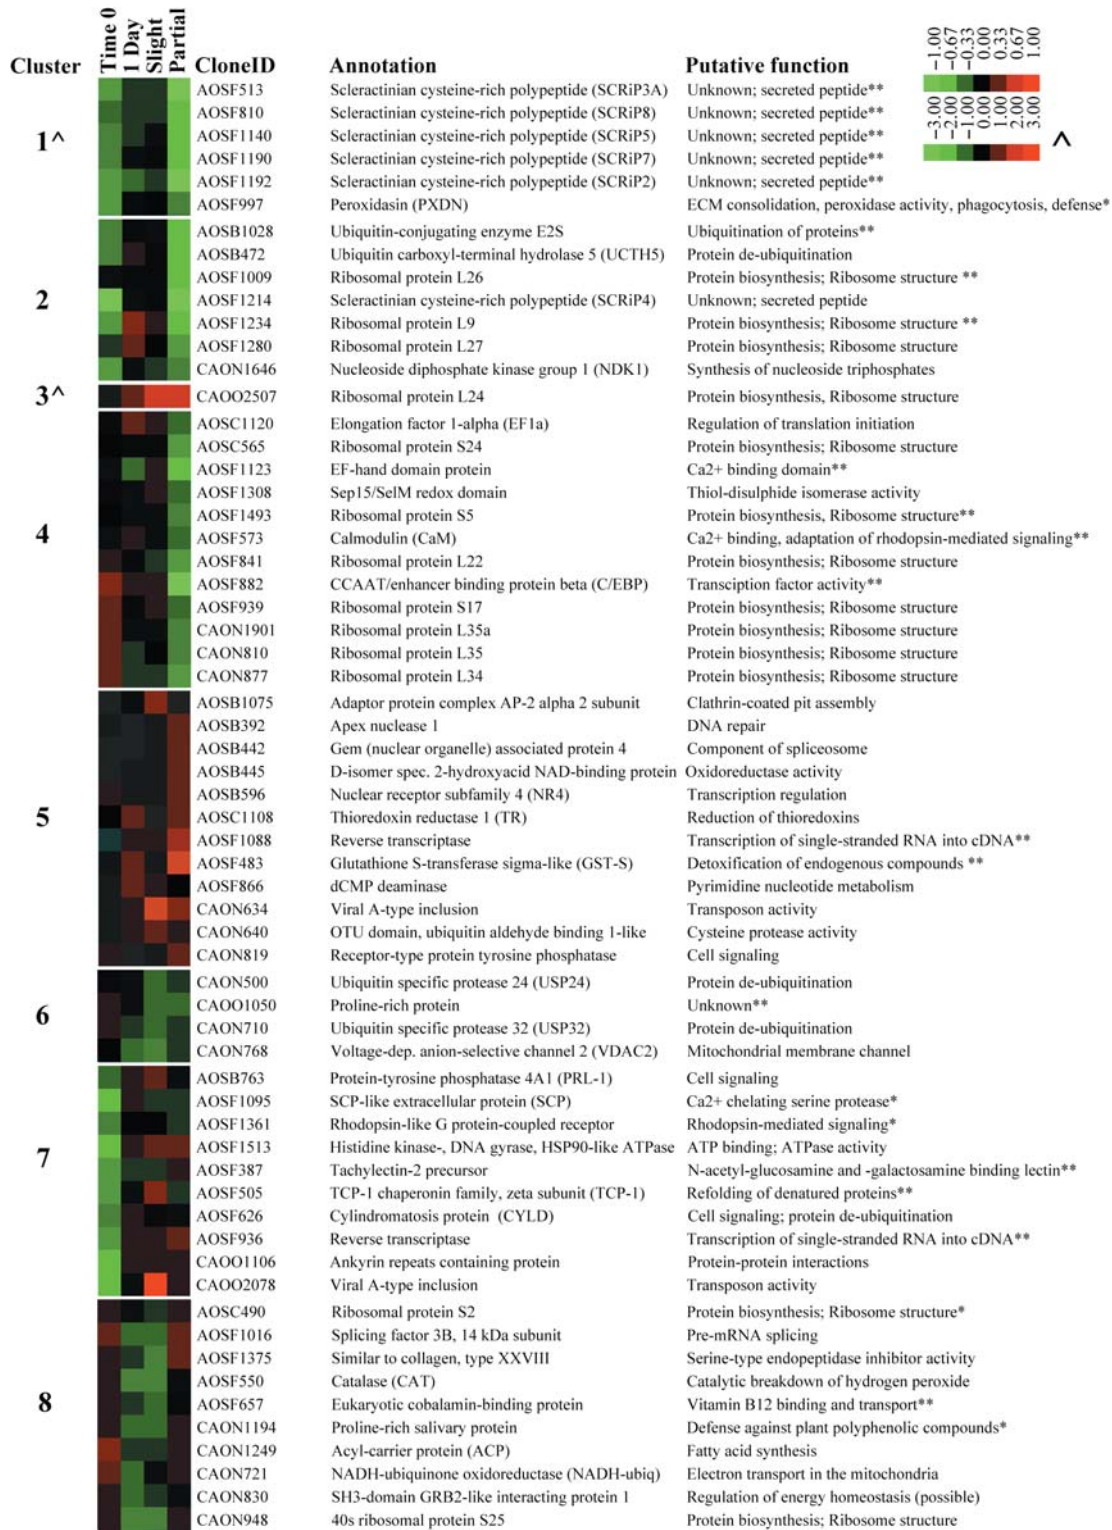 Cluster Time 0 1 Day Slight Partial CloneID Annotation Putative function
−1.00 −0.67 −0.33 0.00 0.33 0.67 1.00
−3.00 −2.00 −1.00 0.00 1.00 2.00 3.00
^
1^
AOSF513 Scleractinian cysteine-rich polypeptide (SCRiP3A) Unknown; secreted peptide**
AOSF810 Scleractinian cysteine-rich polypeptide (SCRiP8) Unknown; secreted peptide**
AOSF1140 Scleractinian cysteine-rich polypeptide (SCRiP5) Unknown; secreted peptide**
AOSF1190 Scleractinian cysteine-rich polypeptide (SCRiP7) Unknown; secreted peptide**
AOSF1192 Scleractinian cysteine-rich polypeptide (SCRiP2) Unknown; secreted peptide**
AOSF997 Peroxidasin (PXDN) ECM consolidation, peroxidase activity, phagocytosis, defense*
2
AOSB1028 Ubiquitin-conjugating enzyme E2S Ubiquitination of proteins**
AOSB472 Ubiquitin carboxyl-terminal hydrolase 5 (UCTH5) Protein de-ubiquitination
AOSF1009 Ribosomal protein L26 Protein biosynthesis; Ribosome structure **
AOSF1214 Scleractinian cysteine-rich polypeptide (SCRiP4) Unknown; secreted peptide
AOSF1234 Ribosomal protein L9 Protein biosynthesis; Ribosome structure **
AOSF1280 Ribosomal protein L27 Protein biosynthesis; Ribosome structure
CAON1646 Nucleoside diphosphate kinase group 1 (NDK1) Synthesis of nucleoside triphosphates
3^
CAOO2507 Ribosomal protein L24 Protein biosynthesis, Ribosome structure
4
AOSC1120 Elongation factor 1-alpha (EF1a) Regulation of translation initiation
AOSC565 Ribosomal protein S24 Protein biosynthesis; Ribosome structure
AOSF1123 EF-hand domain protein Ca2+ binding domain**
AOSF1308 Sep15/SelM redox domain Thiol-disulphide isomerase activity
AOSF1493 Ribosomal protein S5 Protein biosynthesis, Ribosome structure**
AOSF573 Calmodulin (CaM) Ca2+ binding, adaptation of rhodopsin-mediated signaling**
AOSF841 Ribosomal protein L22 Protein biosynthesis; Ribosome structure
AOSF882 CCAAT/enhancer binding protein beta (C/EBP) Transciption factor activity**
AOSF939 Ribosomal protein S17 Protein biosynthesis; Ribosome structure
CAON1901 Ribosomal protein L35a Protein biosynthesis; Ribosome structure
CAON810 Ribosomal protein L35 Protein biosynthesis; Ribosome structure
CAON877 Ribosomal protein L34 Protein biosynthesis; Ribosome structure
5
AOSB1075 Adaptor protein complex AP-2 alpha 2 subunit Clathrin-coated pit assembly
AOSB392 Apex nuclease 1 DNA repair
AOSB442 Gem (nuclear organelle) associated protein 4 Component of spliceosome
AOSB445 D-isomer spec. 2-hydroxyacid NAD-binding protein Oxidoreductase activity
AOSB596 Nuclear receptor subfamily 4 (NR4) Transcription regulation
AOSC1108 Thioredoxin reductase 1 (TR) Reduction of thioredoxins
AOSF1088 Reverse transcriptase Transcription of single-stranded RNA into cDNA**
AOSF483 Glutathione S-transferase sigma-like (GST-S) Detoxification of endogenous compounds **
AOSF866 dCMP deaminase Pyrimidine nucleotide metabolism
CAON634 Viral A-type inclusion Transposon activity
CAON640 OTU domain, ubiquitin aldehyde binding 1-like Cysteine protease activity
CAON819 Receptor-type protein tyrosine phosphatase Cell signaling
6
CAON500 Ubiquitin specific protease 24 (USP24) Protein de-ubiquitination
CAOO1050 Proline-rich protein Unknown**
CAON710 Ubiquitin specific protease 32 (USP32) Protein de-ubiquitination
CAON768 Voltage-dep. anion-selective channel 2 (VDAC2) Mitochondrial membrane channel
7
AOSB763 Protein-tyrosine phosphatase 4A1 (PRL-1) Cell signaling
AOSF1095 SCP-like extracellular protein (SCP) Ca2+ chelating serine protease*
AOSF1361 Rhodopsin-like G protein-coupled receptor Rhodopsin-mediated signaling*
AOSF1513 Histidine kinase-, DNA gyrase, HSP90-like ATPase ATP binding; ATPase activity
AOSF387 Tachylectin-2 precursor N-acetyl-glucosamine and -galactosamine binding lectin**
AOSF505 TCP-1 chaperonin family, zeta subunit (TCP-1) Refolding of denatured proteins**
AOSF626 Cylindromatosis protein (CYLD) Cell signaling; protein de-ubiquitination
AOSF936 Reverse transcriptase Transcription of single-stranded RNA into cDNA**
CAOO1106 Ankyrin repeats containing protein Protein-protein interactions
CAOO2078 Viral A-type inclusion Transposon activity
8
AOSC490 Ribosomal protein S2 Protein biosynthesis; Ribosome structure*
AOSF1016 Splicing factor 3B, 14 kDa subunit Pre-mRNA splicing
AOSF1375 Similar to collagen, type XXVIII Serine-type endopeptidase inhibitor activity
AOSF550 Catalase (CAT) Catalytic breakdown of hydrogen peroxide
AOSF657 Eukaryotic cobalamin-binding protein Vitamin B12 binding and transport**
CAON1194 Proline-rich salivary protein Defense against plant polyphenolic compounds*
CAON1249 Acyl-carrier protein (ACP) Fatty acid synthesis
CAON721 NADH-ubiquinone oxidoreductase (NADH-ubiq) Electron transport in the mitochondria
CAON830 SH3-domain GRB2-like interacting protein 1 Regulation of energy homeostasis (possible)
CAON948 40s ribosomal protein S25 Protein biosynthesis; Ribosome structure